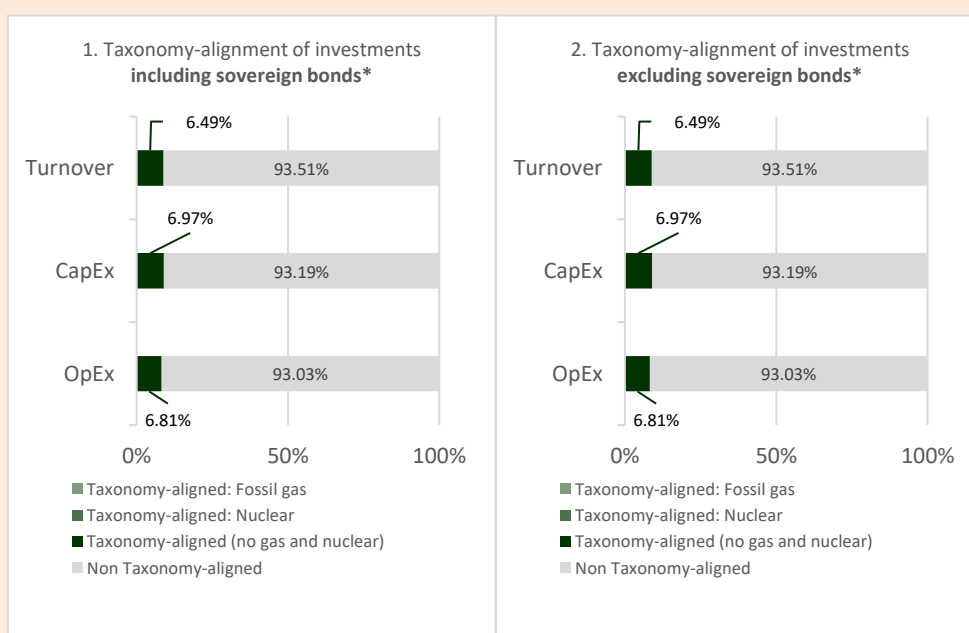 1. Taxonomy-alignment of investments
including sovereign bonds*
6.49%
Turnover
93.51%
6.97%
CapEx
93.19%
OpEx
93.03%
6.81%
0%
50%
100%
Taxonomy-aligned: Fossil gas
Taxonomy-aligned: Nuclear
Taxonomy-aligned (no gas and nuclear)
Non Taxonomy-aligned
2. Taxonomy-alignment of investments
excluding sovereign bonds*
6.49%
Turnover
93.51%
6.97%
CapEx
93.19%
OpEx
93.03%
6.81%
0%
50%
100%
Taxonomy-aligned: Fossil gas
Taxonomy-aligned: Nuclear
Taxonomy-aligned (no gas and nuclear)
Non Taxonomy-aligned